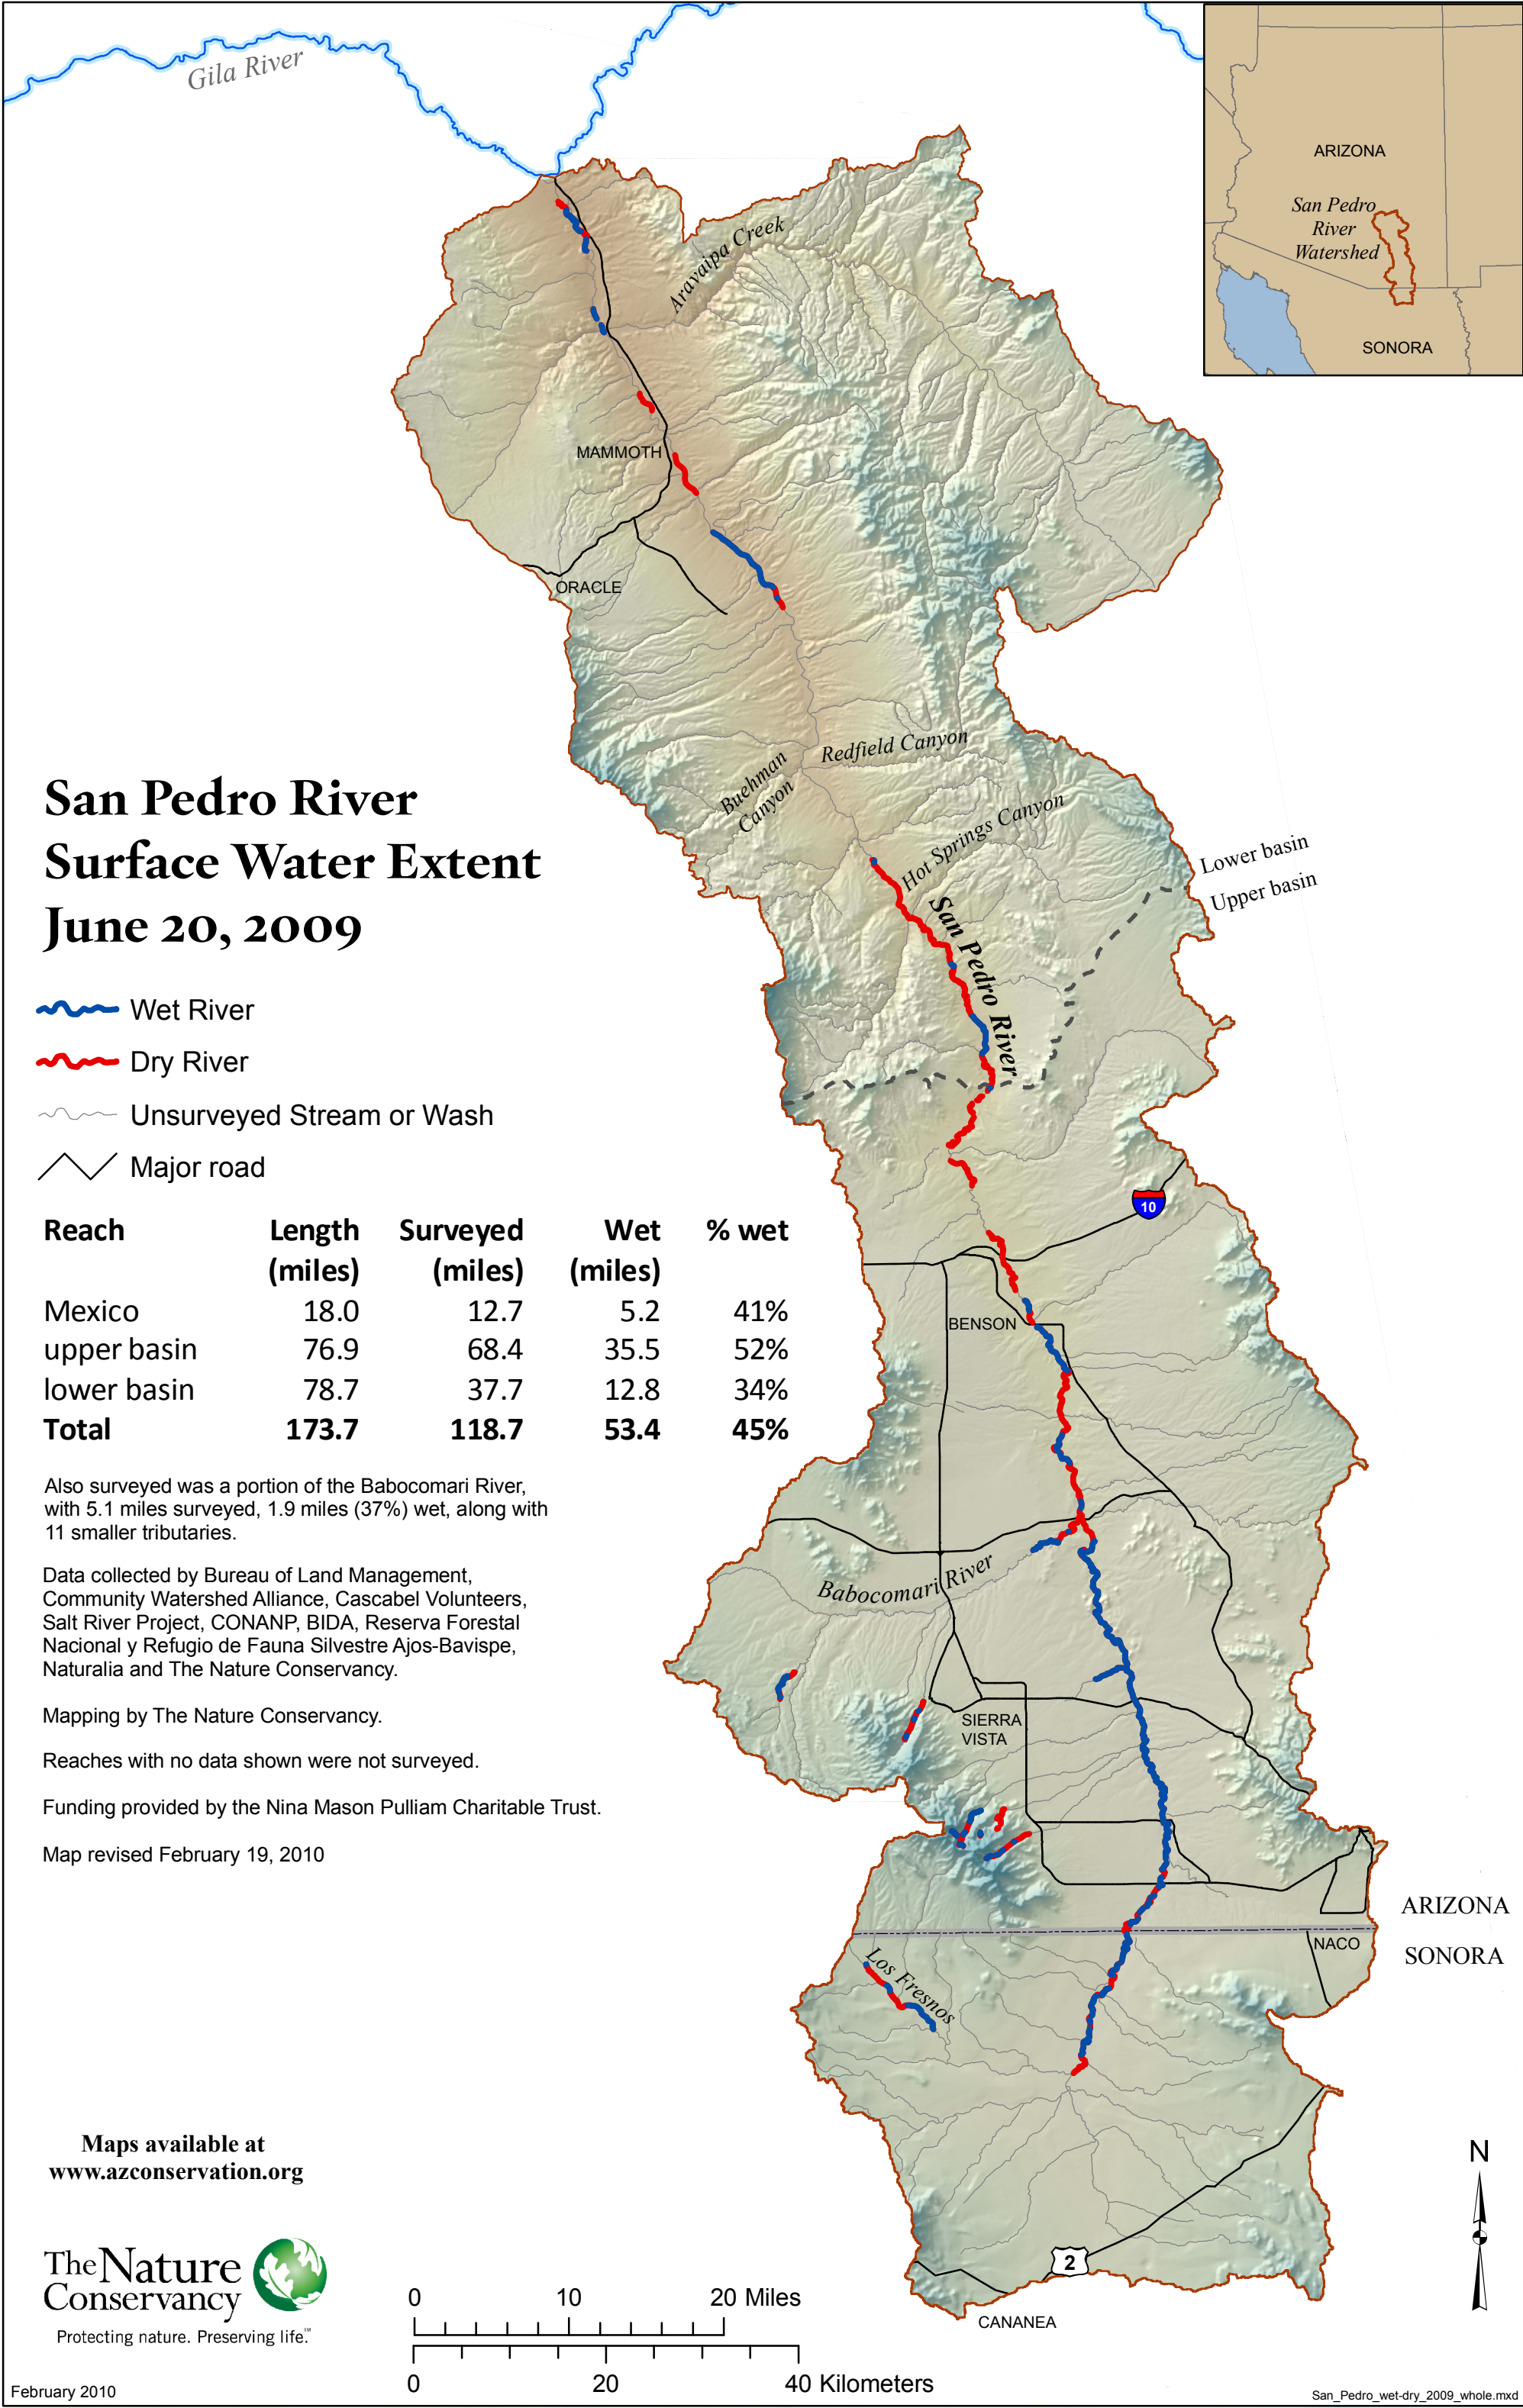 Gila River
ARIZONA
San Pedro
River
Watershed
SONORA
Aravaipa Creek
MAMMOTH
ORACLE
Redfield Canyon
Buehman
Canyon
Hot Springs Canyon
Lower basin
Upper basin
San Pedro River
San Pedro River
Surface Water Extent
June 20, 2009
Wet River
Dry River
Unsurveyed Stream or Wash
Major road
10
Reach Length Surveyed Wet % wet
(miles) (miles) (miles)
Mexico 18.0 12.7 5.2 41%
upper basin 76.9 68.4 35.5 52%
lower basin 78.7 37.7 12.8 34%
Total 173.7 118.7 53.4 45%
BENSON
Also surveyed was a portion of the Babocomari River,
with 5.1 miles surveyed, 1.9 miles (37%) wet, along with
11 smaller tributaries.
Data collected by Bureau of Land Management,
Community Watershed Alliance, Cascabel Volunteers,
Salt River Project, CONANP, BIDA, Reserva Forestal
Nacional y Refugio de Fauna Silvestre Ajos-Bavispe,
Naturalia and The Nature Conservancy.
Mapping by The Nature Conservancy.
Reaches with no data shown were not surveyed.
Funding provided by the Nina Mason Pulliam Charitable Trust.
Map revised February 19, 2010
Babocomari River
SIERRA
VISTA
ARIZONA
NACO
SONORA
Los Fresnos
Maps available at
www.azconservation.org
N
2
The Nature
Conservancy
Protecting nature. Preserving life.™
0 10 20 Miles
0 20 40 Kilometers
CANANEA
February 2010
San_Pedro_wet-dry_2009_whole.mxd